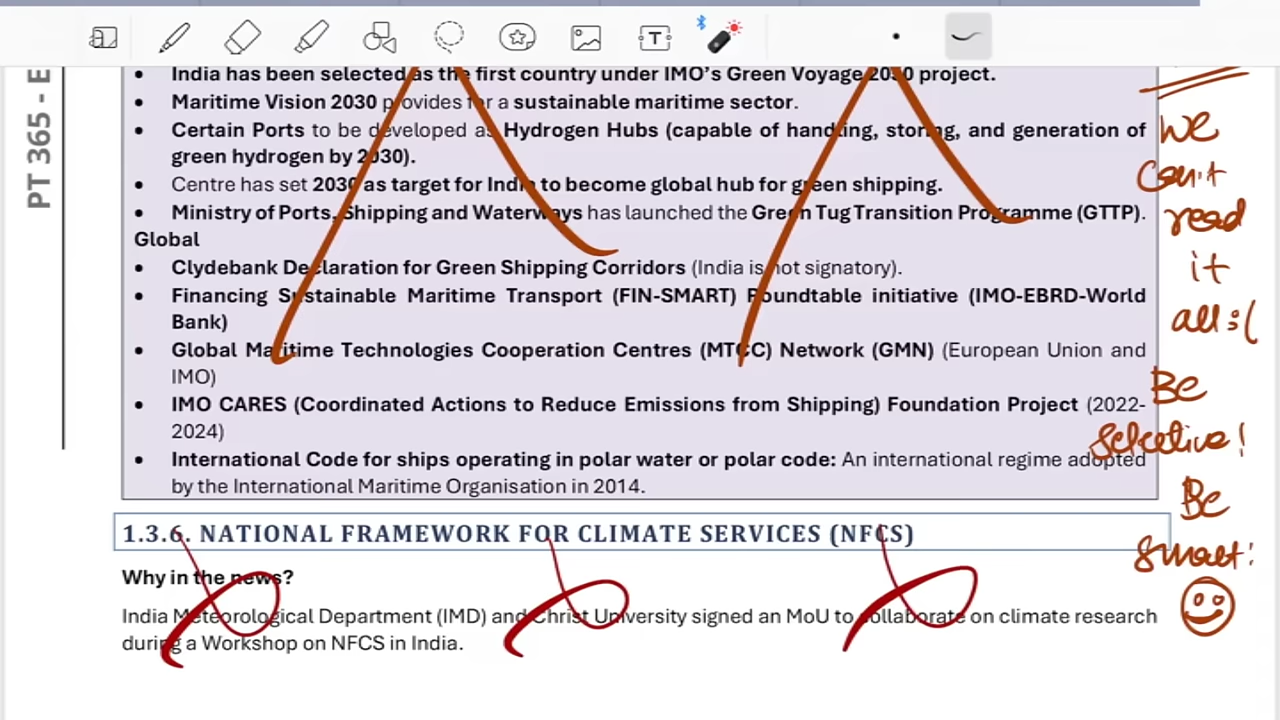 PT 365 - E
• India has been selected as the first country under IMO's Green Voyage 2050 project.
• Maritime Vision 2030 provides for a sustainable maritime sector.
• Certain Ports to be developed as Hydrogen Hubs (capable of handling, storing, and generation of
green hydrogen by 2030).
• Centre has set 2030 as target for India to become global hub for green shipping.
• Ministry of Ports, Shipping and Waterways has launched the Green Tug Transition Programme (GTTP).
Global
• Clydebank Declaration for Green Shipping Corridors (India is not signatory).
• Financing Sustainable Maritime Transport (FIN-SMART) Roundtable initiative (IMO-EBRD-World
Bank)
• Global Maritime Technologies Cooperation Centres (MTCC) Network (GMN) (European Union and
IMO)
• IMO CARES (Coordinated Actions to Reduce Emissions from Shipping) Foundation Project (2022-
2024)
• International Code for ships operating in polar water or polar code: An international regime adopted
by the International Maritime Organisation in 2014.
1.3.6. NATIONAL FRAMEWORK FOR CLIMATE SERVICES (NFCS)
Why in the news?
India Meteorological Department (IMD) and Christ University signed an MoU to collaborate on climate research
during a Workshop on NFCS in India.
We
Can't
read
it
all :(
Be
Selective!
Be
Smart: